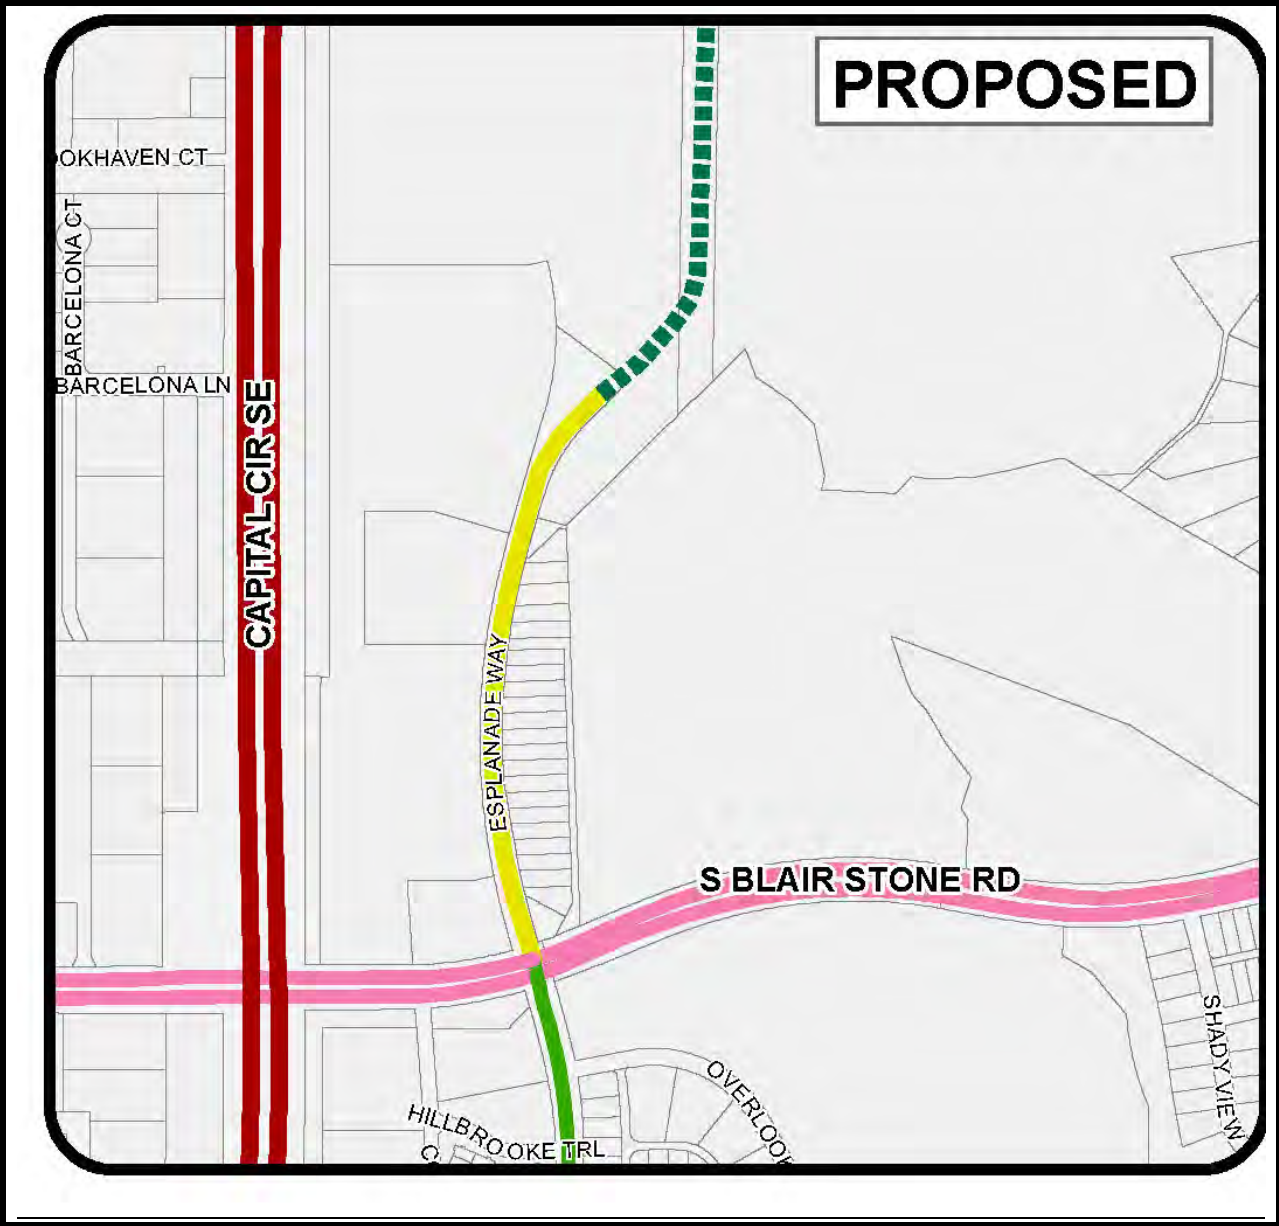 PROPOSED
OOKHAVEN CT
BARCELONA CT
BARCELONA LN
CAPITAL CIR SE
ESPLANADE WAY
S BLAIR STONE RD
SHADY VIEW
OVERLOOK
HILLBROOKE TRL